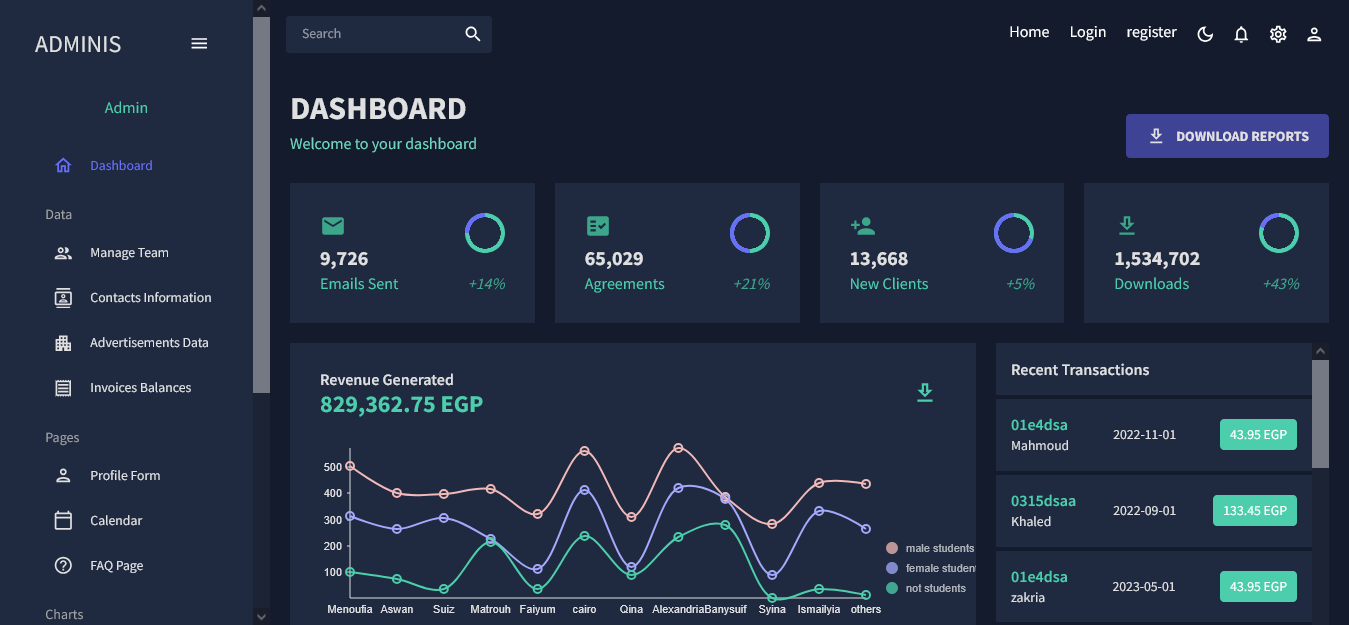 ADMINIS
Admin
Dashboard
Data
Manage Team
Contacts Information
Advertisements Data
Invoices Balances
Pages
Profile Form
Calendar
FAQ Page
Charts
Search
Home Login register
DASHBOARD
Welcome to your dashboard
DOWNLOAD REPORTS
9,726
Emails Sent +14%
65,029
Agreements +21%
13,668
New Clients +5%
1,534,702
Downloads +43%
Revenue Generated
829,362.75 EGP
500
400
300
200
100
Menoufia Aswan Suiz Matrouh Faiyum cairo Qina Alexandria Banysuif Syina Ismailyia others
male students
female studen
not students
Recent Transactions
01e4dsa
Mahmoud
2022-11-01
43.95 EGP
0315dsaa
Khaled
2022-09-01
133.45 EGP
01e4dsa
zakria
2023-05-01
43.95 EGP